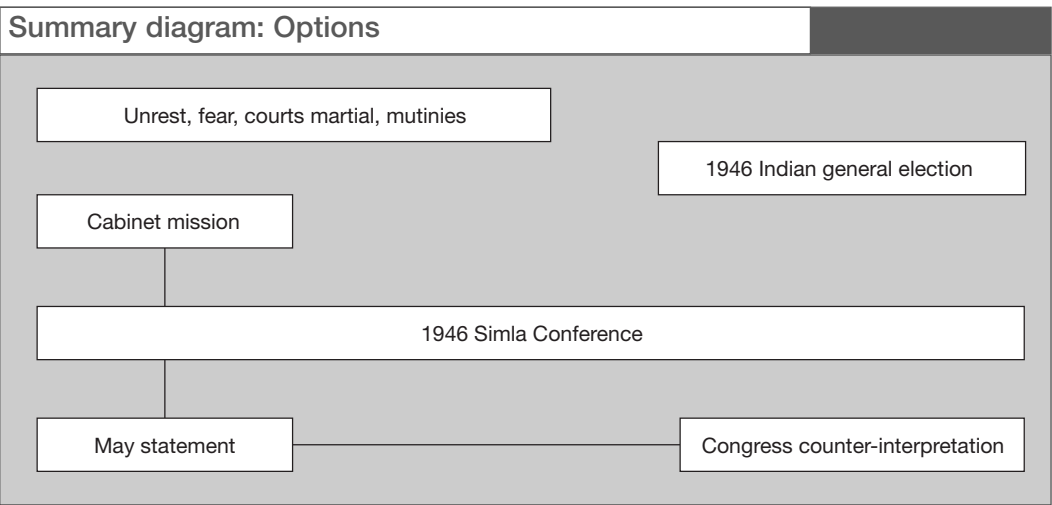 Summary diagram: Options
Unrest, fear, courts martial, mutinies
1946 Indian general election
Cabinet mission
1946 Simla Conference
May statement
Congress counter-interpretation